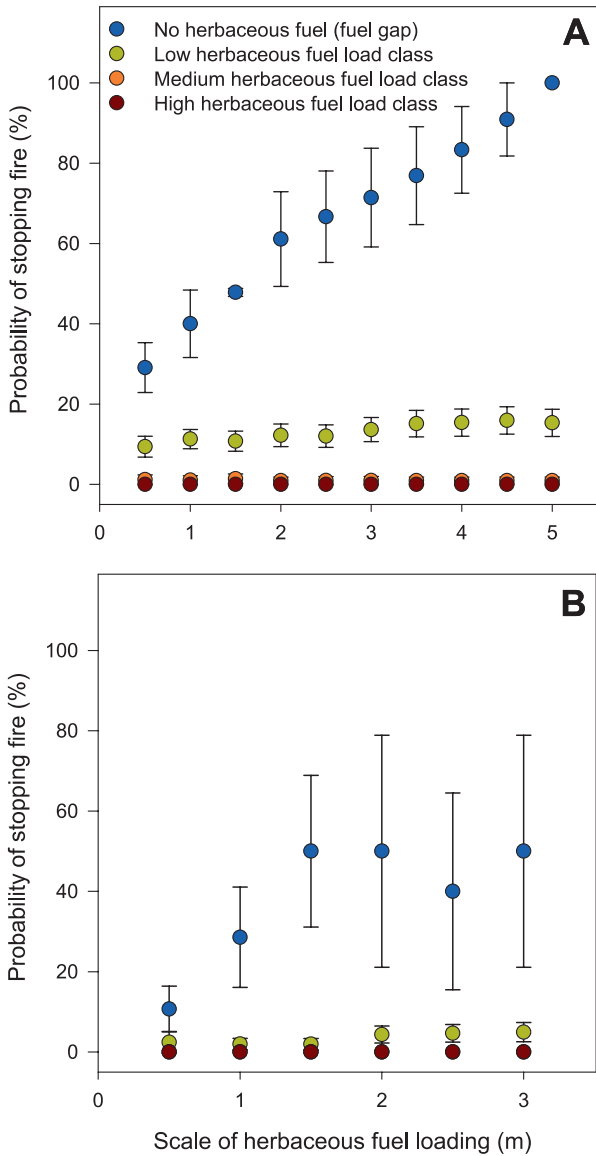 No herbaceous fuel (fuel gap)
A
Low herbaceous fuel load class
Medium herbaceous fuel load class
High herbaceous fuel load class
Probability of stopping fire (%)
100
80
60
40
20
0
0 1 2 3 4 5
B
Probability of stopping fire (%)
100
80
60
40
20
0
0 1 2 3
Scale of herbaceous fuel loading (m)